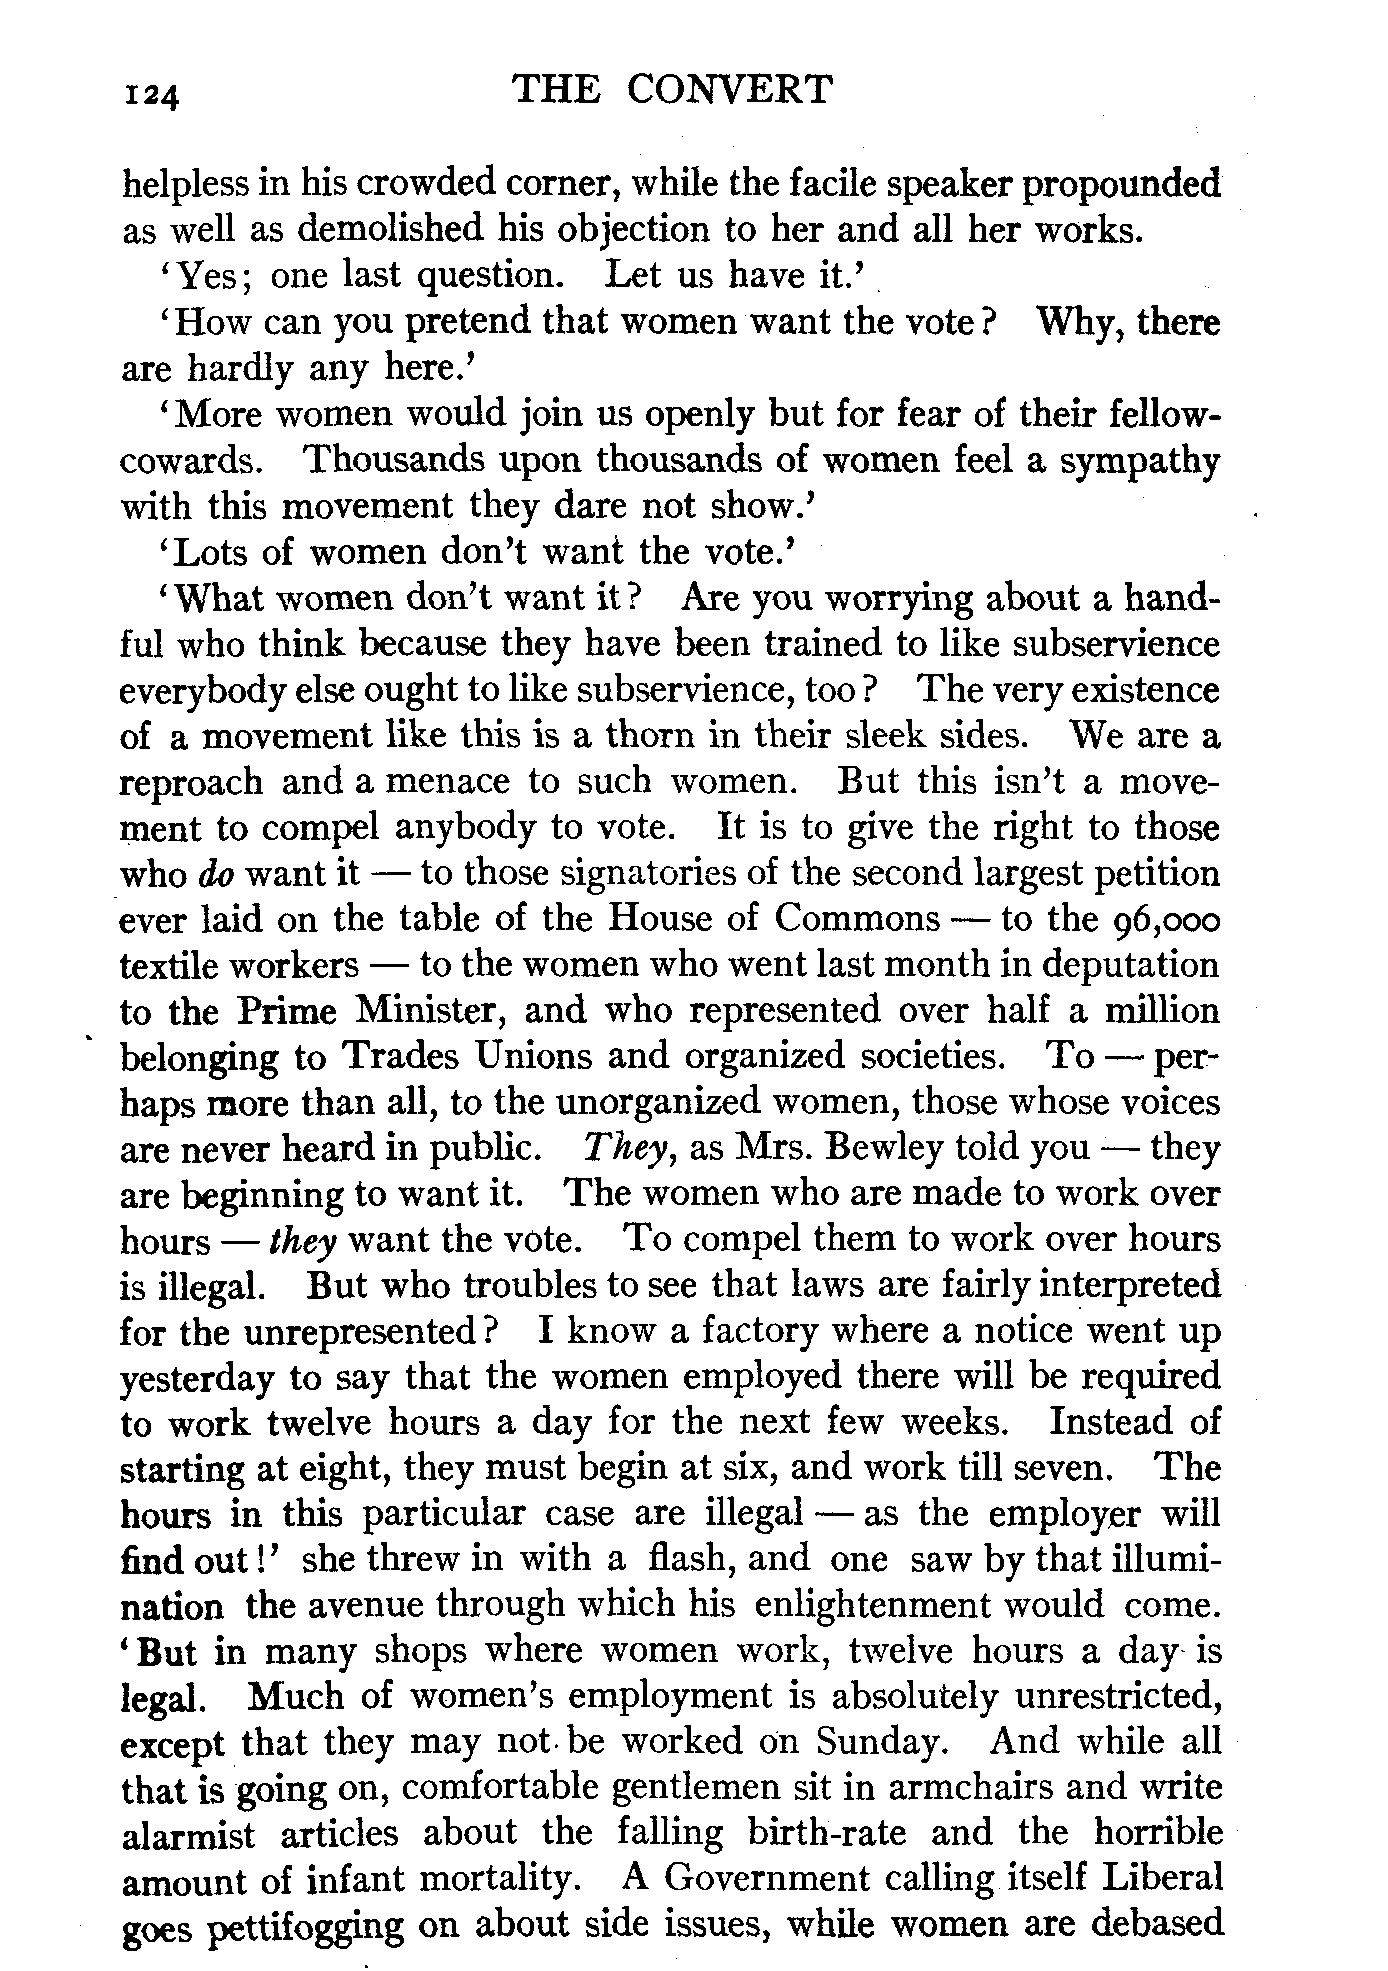 124 THE CONVERT
helpless in his crowded corner, while the facile speaker propounded
as well as demolished his objection to her and all her works.
‘Yes; one last question. Let us have it.’
‘How can you pretend that women want the vote? Why, there
are hardly any here.’
‘More women would join us openly but for fear of their fellow-
cowards. Thousands upon thousands of women feel a sympathy
with this movement they dare not show.’
‘Lots of women don’t want the vote.’
‘What women don’t want it? Are you worrying about a hand-
ful who think because they have been trained to like subservience
everybody else ought to like subservience, too? The very existence
of a movement like this is a thorn in their sleek sides. We are a
reproach and a menace to such women. But this isn’t a move-
ment to compel anybody to vote. It is to give the right to those
who do want it — to those signatories of the second largest petition
ever laid on the table of the House of Commons — to the 96,000
textile workers — to the women who went last month in deputation
to the Prime Minister, and who represented over half a million
belonging to Trades Unions and organized societies. To — per-
haps more than all, to the unorganized women, those whose voices
are never heard in public. They, as Mrs. Bewley told you — they
are beginning to want it. The women who are made to work over
hours — they want the vote. To compel them to work over hours
is illegal. But who troubles to see that laws are fairly interpreted
for the unrepresented? I know a factory where a notice went up
yesterday to say that the women employed there will be required
to work twelve hours a day for the next few weeks. Instead of
starting at eight, they must begin at six, and work till seven. The
hours in this particular case are illegal — as the employer will
find out!’ she threw in with a flash, and one saw by that illumi-
nation the avenue through which his enlightenment would come.
‘But in many shops where women work, twelve hours a day is
legal. Much of women’s employment is absolutely unrestricted,
except that they may not be worked on Sunday. And while all
that is going on, comfortable gentlemen sit in armchairs and write
alarmist articles about the falling birth-rate and the horrible
amount of infant mortality. A Government calling itself Liberal
goes pettifogging on about side issues, while women are debased